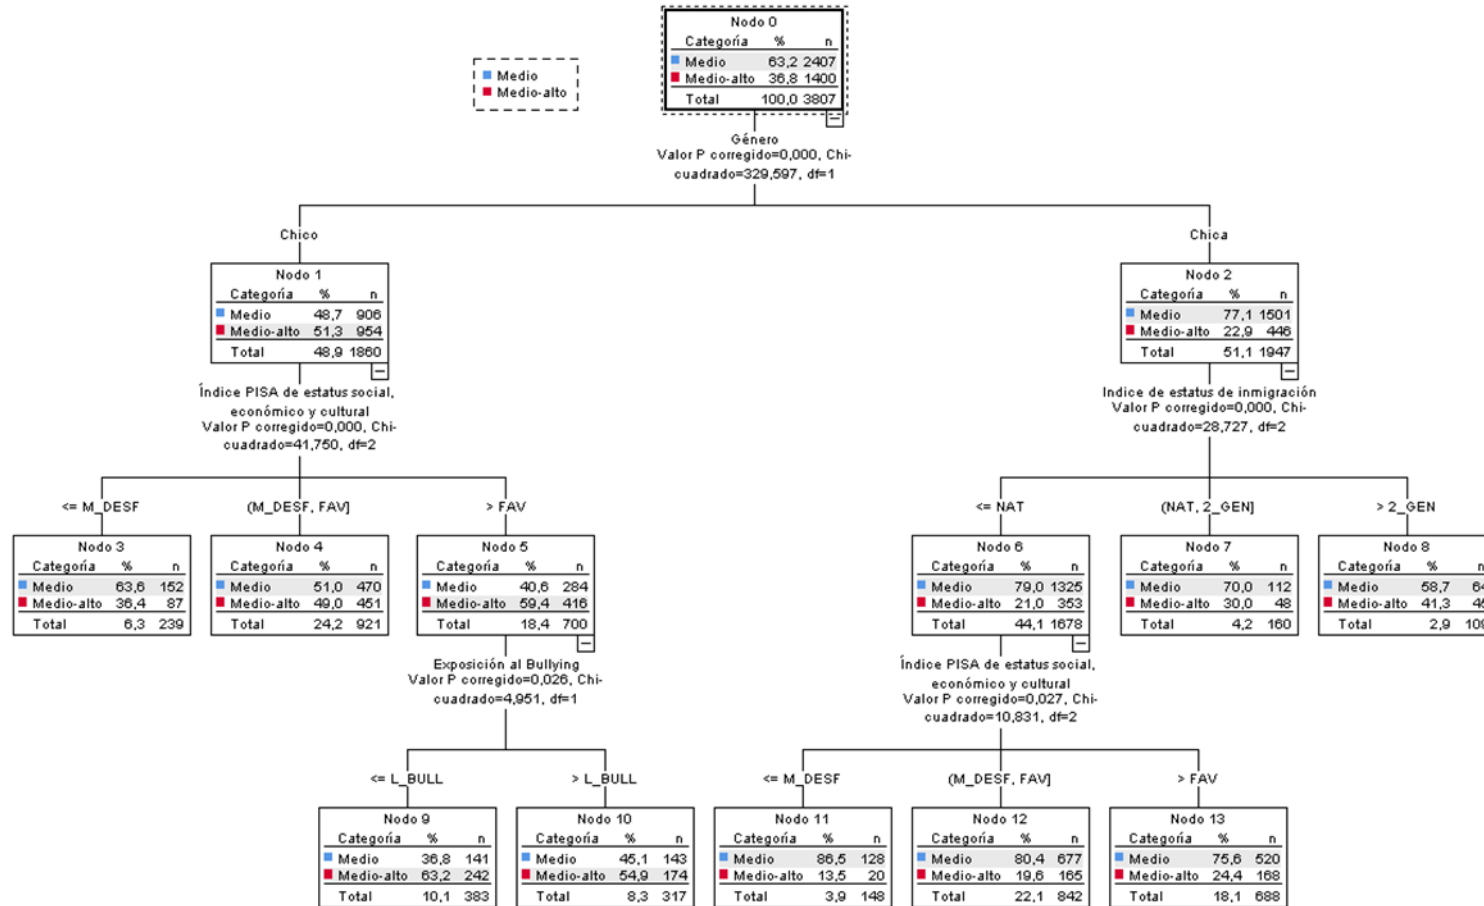 Nodo 0
Categoría % n
Medio 63,2 2407
Medio-alto 36,8 1400
Total 100,0 3807
Medio
Medio-alto
Género
Valor P corregido=0,000, Chi-
cuadrado=329,597, df=1
Chico
Chica
Nodo 1
Categoría % n
Medio 48,7 906
Medio-alto 51,3 954
Total 48,9 1860
Nodo 2
Categoría % n
Medio 77,1 1501
Medio-alto 22,9 446
Total 51,1 1947
Índice PISA de estatus social,
económico y cultural
Valor P corregido=0,000, Chi-
cuadrado=41,750, df=2
Indice de estatus de inmigración
Valor P corregido=0,000, Chi-
cuadrado=28,727, df=2
<= M_DESF
(M_DESF, FAV]
> FAV
<= NAT
(NAT, 2_GEN]
> 2_GEN
Nodo 3
Categoría % n
Medio 63,6 152
Medio-alto 36,4 87
Total 6,3 239
Nodo 4
Categoría % n
Medio 51,0 470
Medio-alto 49,0 451
Total 24,2 921
Nodo 5
Categoría % n
Medio 40,6 284
Medio-alto 59,4 416
Total 18,4 700
Nodo 6
Categoría % n
Medio 79,0 1325
Medio-alto 21,0 353
Total 44,1 1678
Nodo 7
Categoría % n
Medio 70,0 112
Medio-alto 30,0 48
Total 4,2 160
Nodo 8
Categoría % n
Medio 58,7 64
Medio-alto 41,3 45
Total 2,9 109
Exposición al Bullying
Valor P corregido=0,026, Chi-
cuadrado=4,951, df=1
Índice PISA de estatus social,
económico y cultural
Valor P corregido=0,027, Chi-
cuadrado=10,831, df=2
<= L_BULL
> L_BULL
<= M_DESF
(M_DESF, FAV]
> FAV
Nodo 9
Categoría % n
Medio 36,8 141
Medio-alto 63,2 242
Total 10,1 383
Nodo 10
Categoría % n
Medio 45,1 143
Medio-alto 54,9 174
Total 8,3 317
Nodo 11
Categoría % n
Medio 86,5 128
Medio-alto 13,5 20
Total 3,9 148
Nodo 12
Categoría % n
Medio 80,4 677
Medio-alto 19,6 165
Total 22,1 842
Nodo 13
Categoría % n
Medio 75,6 520
Medio-alto 24,4 168
Total 18,1 688